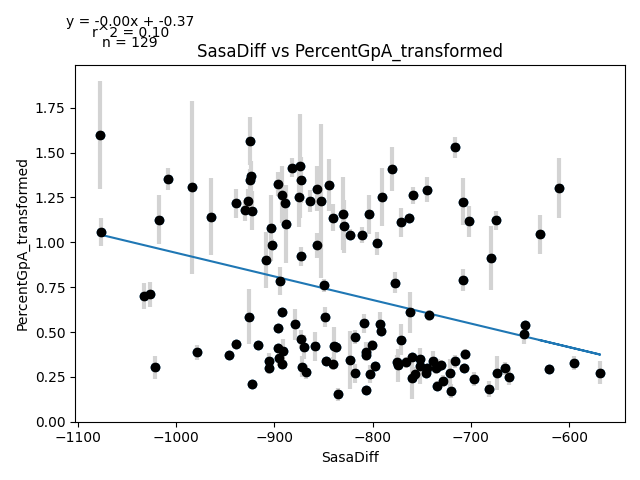 y = -0.00x + -0.37
r^2 = 0.10
n = 129
SasaDiff vs PercentGpA_transformed
PercentGpA_transformed
1.75
1.50
1.25
1.00
0.75
0.50
0.25
0.00
−1100 −1000 −900 −800 −700 −600
SasaDiff